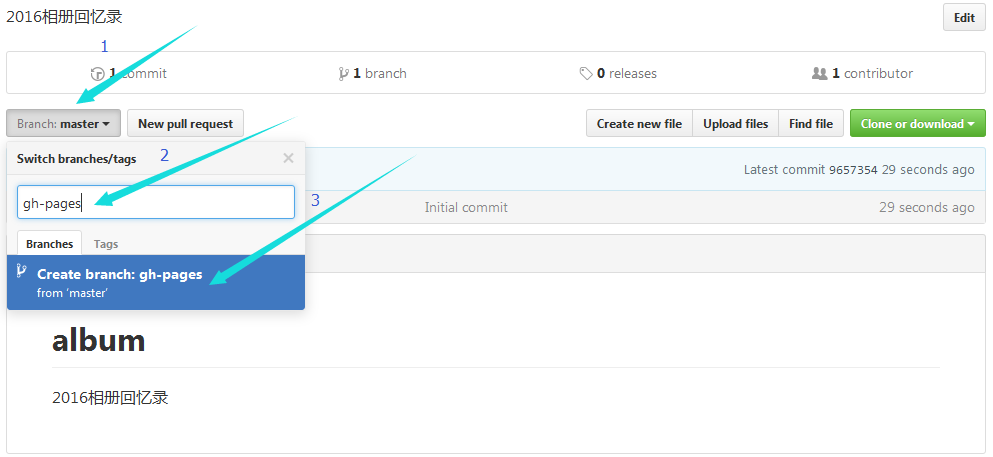 2016相册回忆录
Edit
1
1 commit
1 branch
0 releases
1 contributor
Branch: master
New pull request
Create new file
Upload files
Find file
Clone or download
Switch branches/tags
2
Latest commit 9657354 29 seconds ago
gh-pages
3
Initial commit
29 seconds ago
Branches
Tags
Create branch: gh-pages
from ‘master’
album
2016相册回忆录